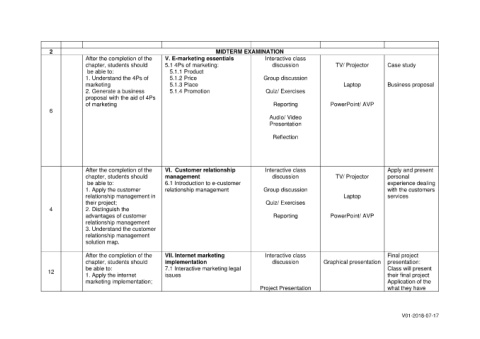 2 MIDTERM EXAMINATION
6
After the completion of the
chapter, students should
be able to:
1. Understand the 4Ps of
marketing
2. Generate a business
proposal with the aid of 4Ps
of marketing
V. E-marketing essentials
5.1 4Ps of marketing:
5.1.1 Product
5.1.2 Price
5.1.3 Place
5.1.4 Promotion
Interactive class
discussion
Group discussion
Quiz/ Exercises
Reporting
Audio/ Video
Presentation
Reflection
TV/ Projector
Laptop
PowerPoint/ AVP
Case study
Business proposal
4
After the completion of the
chapter, students should
be able to:
1. Apply the customer
relationship management in
their project;
2. Distinguish the
advantages of customer
relationship management
3. Understand the customer
relationship management
solution map.
VI. Customer relationship
management
6.1 Introduction to e-customer
relationship management
Interactive class
discussion
Group discussion
Quiz/ Exercises
Reporting
TV/ Projector
Laptop
PowerPoint/ AVP
Apply and present
personal
experience dealing
with the customers
services
12
After the completion of the
chapter, students should
be able to:
1. Apply the internet
marketing implementation;
VII. Internet marketing
implementation
7.1 Interactive marketing legal
issues
Interactive class
discussion
Project Presentation
Graphical presentation
Final project
presentation:
Class will present
their final project
Application of the
what they have
V01-2018-07-17